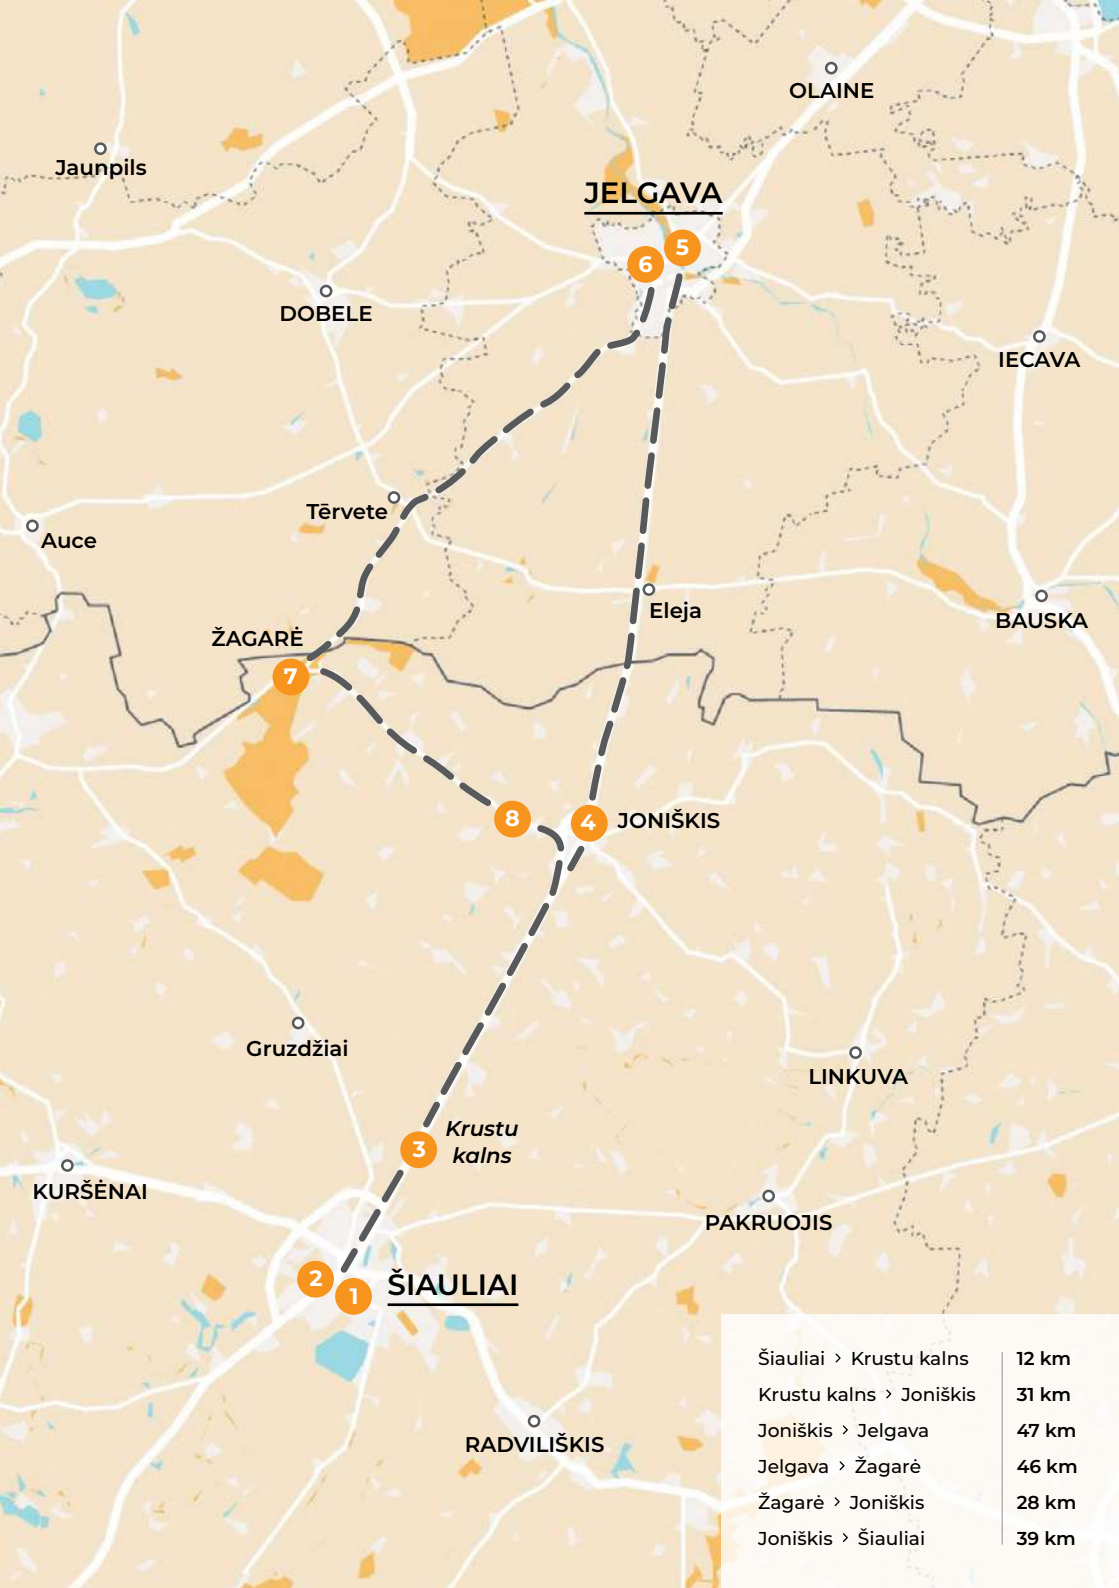 OLAINE
Jaunpils
JELGAVA
5
6
DOBELE
IECAVA
Tērvete
Auce
Eleja
BAUSKA
ŽAGARĖ
7
8
4
JONIŠKIS
Gruzdžiai
LINKUVA
Krustu
kalns
3
KURŠĖNAI
PAKRUOJIS
2
1
ŠIAULIAI
RADVILIŠKIS
Šiauliai › Krustu kalns 12 km
Krustu kalns › Joniškis 31 km
Joniškis › Jelgava 47 km
Jelgava › Žagarė 46 km
Žagarė › Joniškis 28 km
Joniškis › Šiauliai 39 km